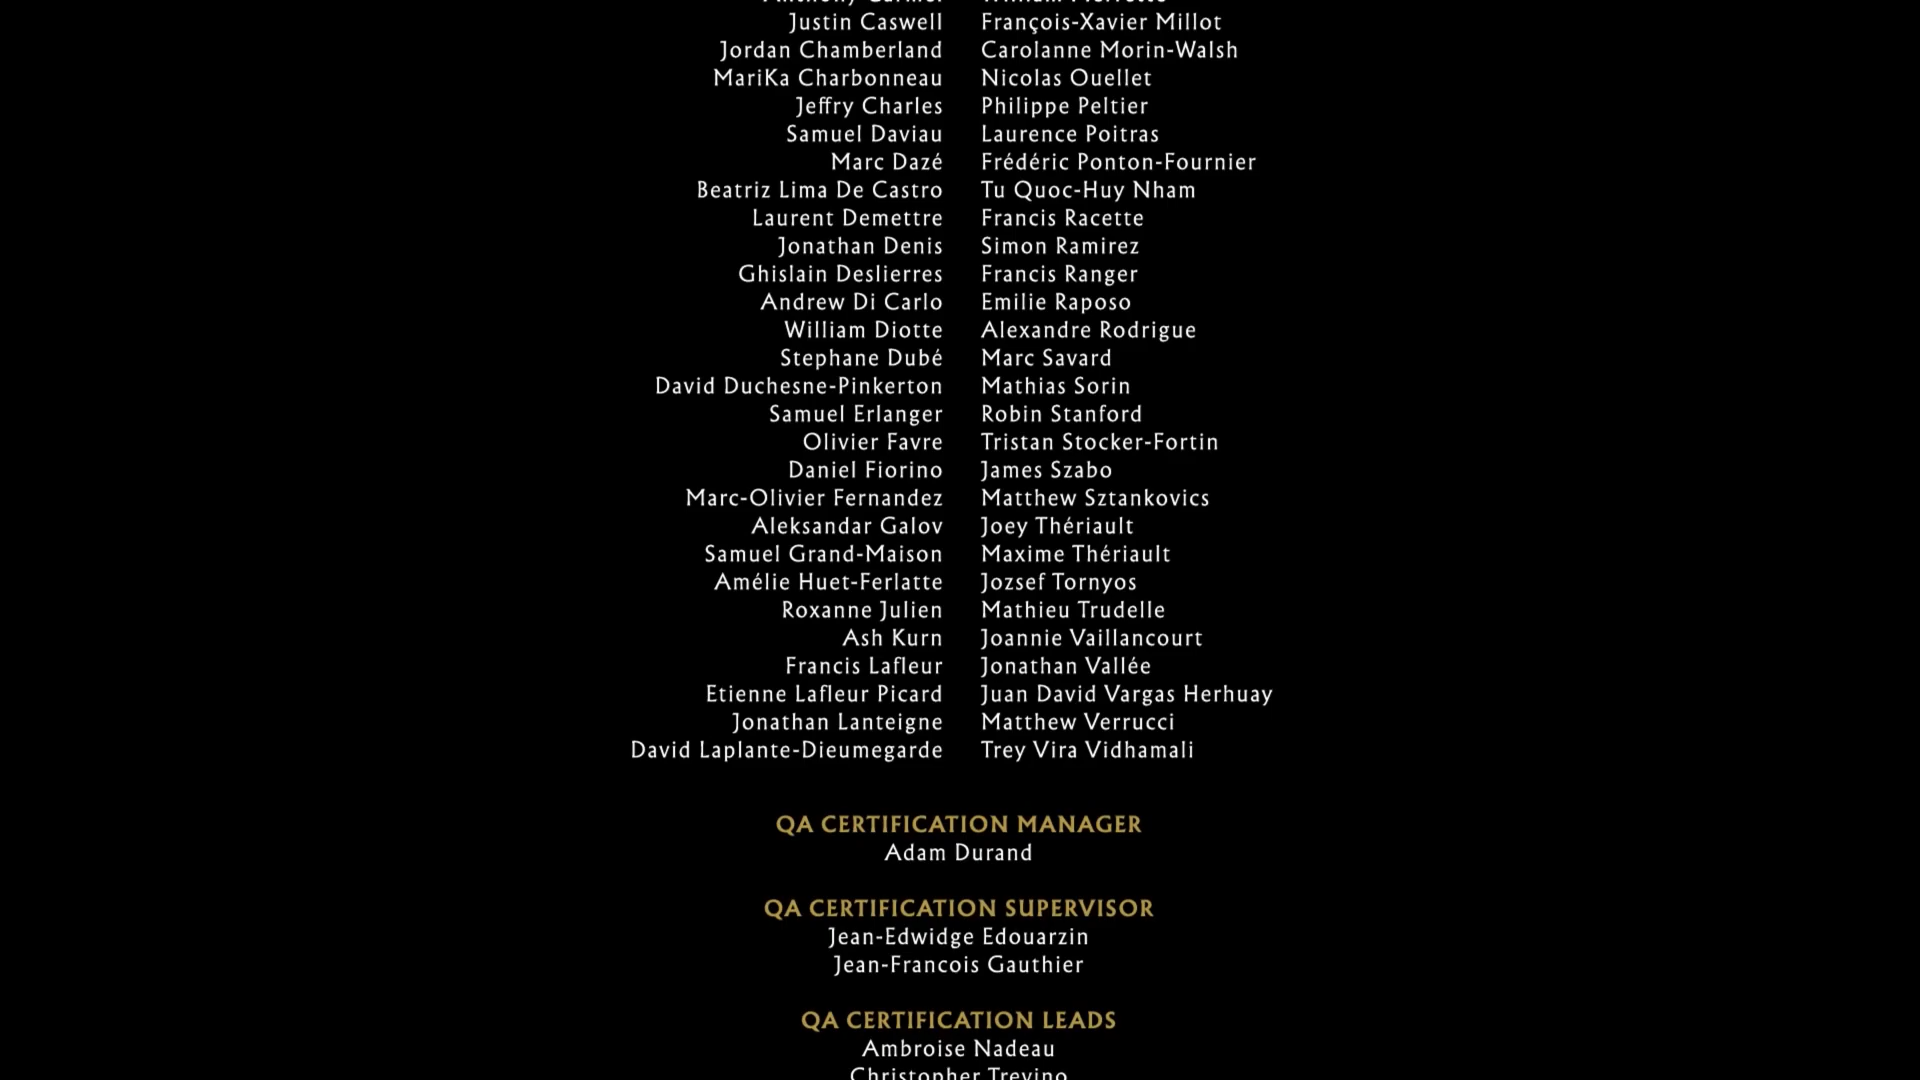 Justin Caswell François-Xavier Millot
Jordan Chamberland Carolanne Morin-Walsh
MariKa Charbonneau Nicolas Ouellet
Jeffry Charles Philippe Peltier
Samuel Daviau Laurence Poitras
Marc Dazé Frédéric Ponton-Fournier
Beatriz Lima De Castro Tu Quoc-Huy Nham
Laurent Demettre Francis Racette
Jonathan Denis Simon Ramirez
Ghislain Deslierres Francis Ranger
Andrew Di Carlo Emilie Raposo
William Diotte Alexandre Rodrigue
Stephane Dubé Marc Savard
David Duchesne-Pinkerton Mathias Sorin
Samuel Erlanger Robin Stanford
Olivier Favre Tristan Stocker-Fortin
Daniel Fiorino James Szabo
Marc-Olivier Fernandez Matthew Sztankovics
Aleksandar Galov Joey Thériault
Samuel Grand-Maison Maxime Thériault
Amélie Huet-Ferlatte Jozsef Tornyos
Roxanne Julien Mathieu Trudelle
Ash Kurn Joannie Vaillancourt
Francis Lafleur Jonathan Vallée
Etienne Lafleur Picard Juan David Vargas Herhuay
Jonathan Lanteigne Matthew Verrucci
David Laplante-Dieumegarde Trey Vira Vidhamali
QA CERTIFICATION MANAGER
Adam Durand
QA CERTIFICATION SUPERVISOR
Jean-Edwidge Edouarzin
Jean-Francois Gauthier
QA CERTIFICATION LEADS
Ambroise Nadeau
Christopher Trevino